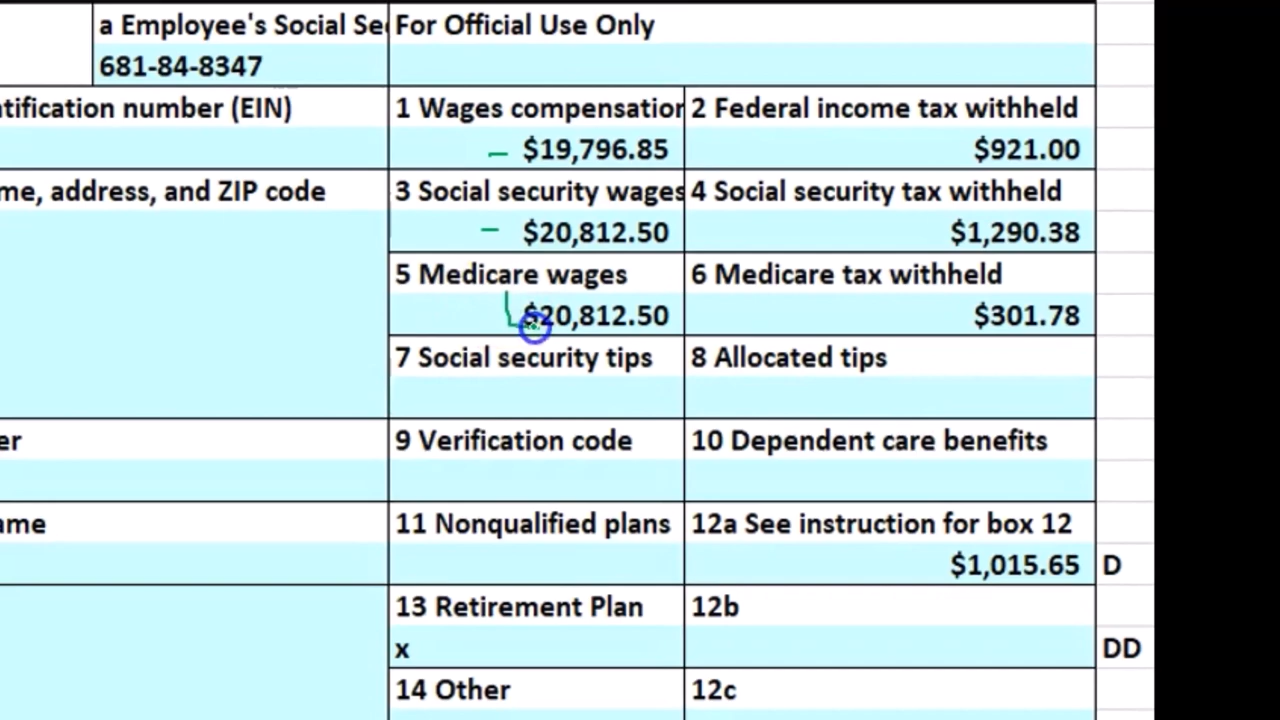 a Employee's Social Se
For Official Use Only
681-84-8347
ntification number (EIN)
1 Wages compensation
2 Federal income tax withheld
$19,796.85
$921.00
me, address, and ZIP code
3 Social security wages
4 Social security tax withheld
$20,812.50
$1,290.38
5 Medicare wages
6 Medicare tax withheld
$20,812.50
$301.78
7 Social security tips
8 Allocated tips
er
9 Verification code
10 Dependent care benefits
ame
11 Nonqualified plans
12a See instruction for box 12
$1,015.65 D
13 Retirement Plan
12b
x
DD
14 Other
12c